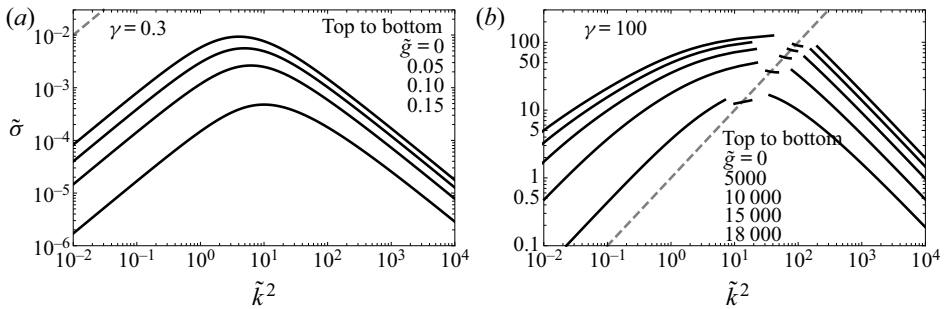 (a)
γ = 0.3
Top to bottom
g̃ = 0
0.05
0.10
0.15
10⁻²
10⁻³
10⁻⁴
10⁻⁵
10⁻⁶
σ̃
10⁻² 10⁻¹ 10⁰ 10¹ 10² 10³ 10⁴
k̃²
(b)
γ = 100
100
50
10
5
1
0.5
0.1
Top to bottom
g̃ = 0
5000
10 000
15 000
18 000
10⁻² 10⁻¹ 10⁰ 10¹ 10² 10³ 10⁴
k̃²